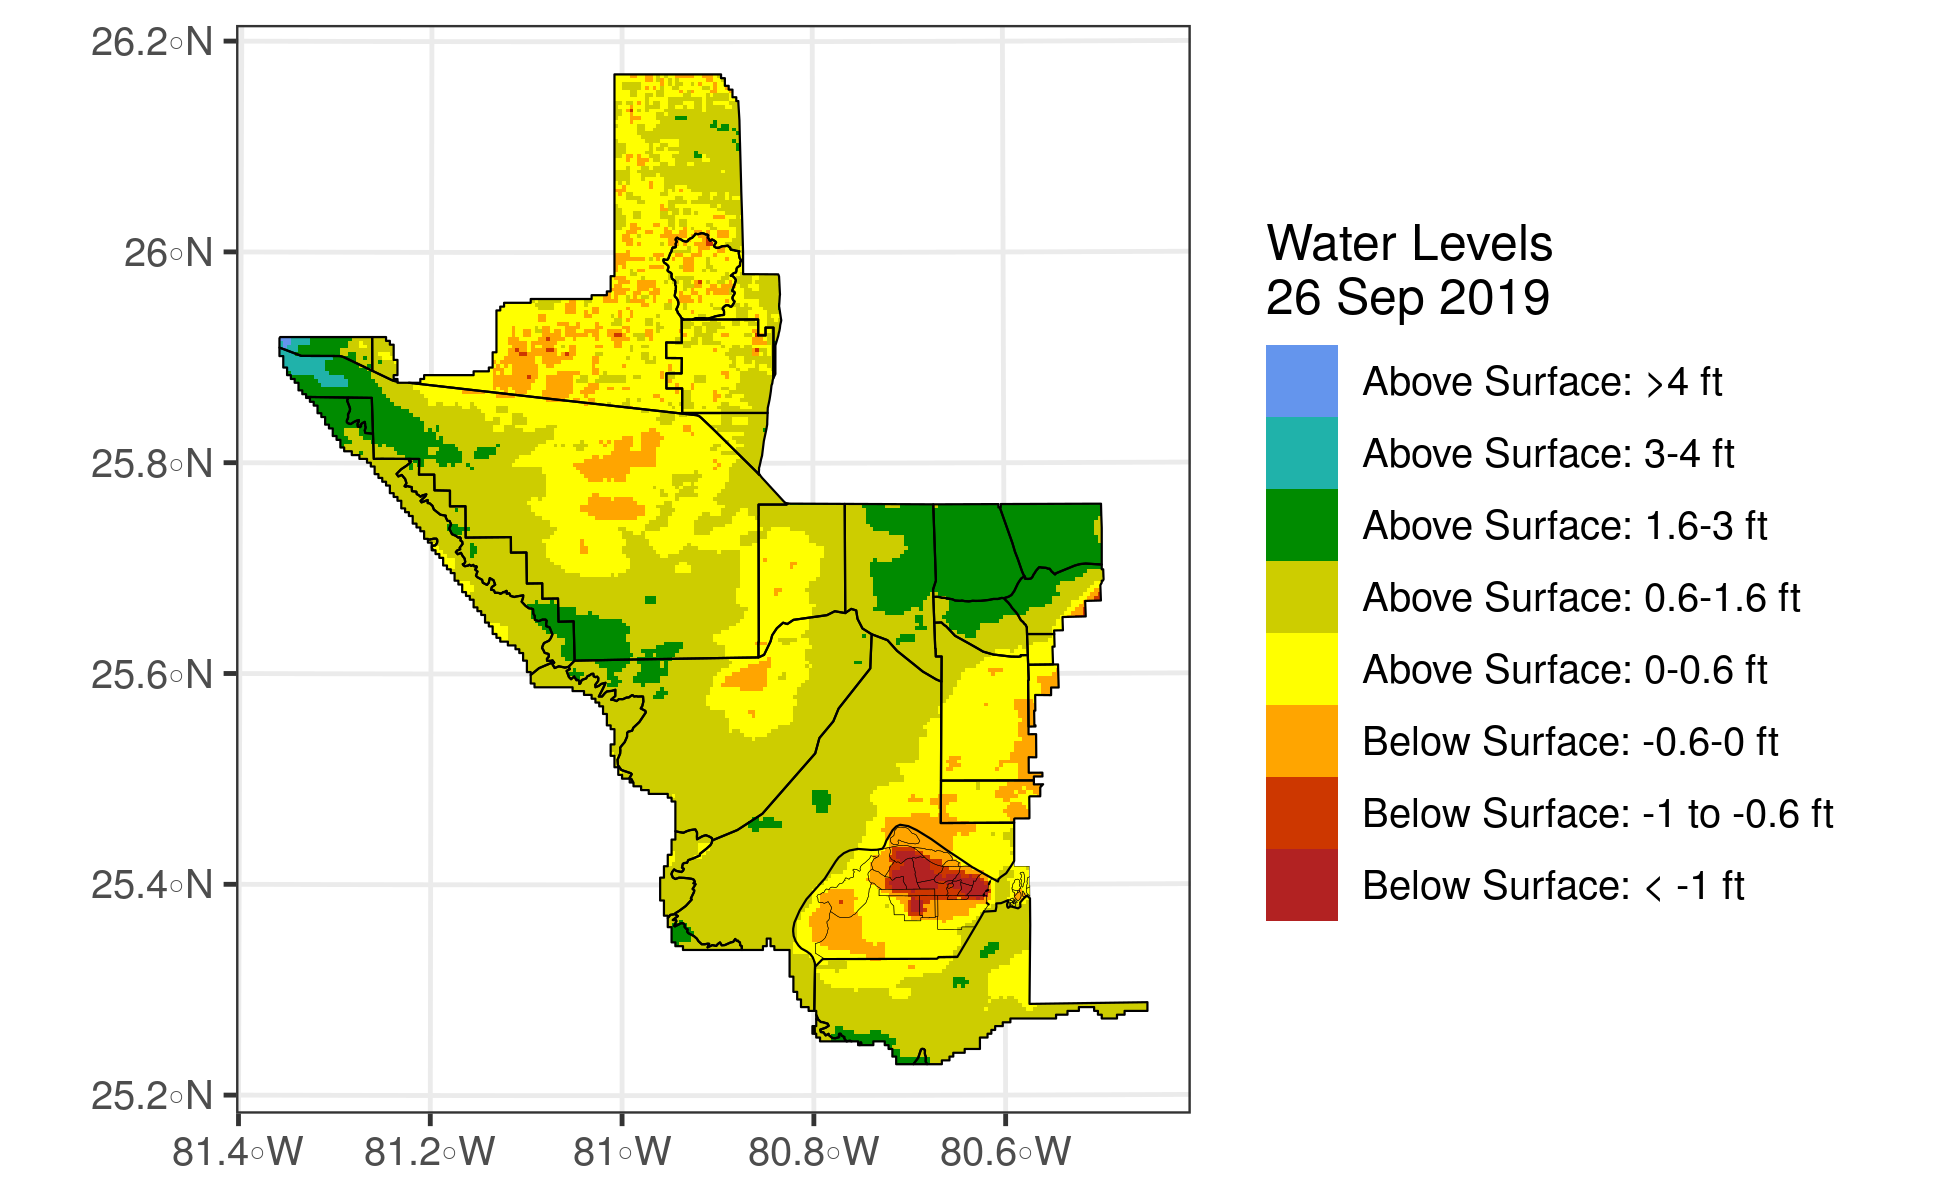 26.2°N
26°N
25.8°N
25.6°N
25.4°N
25.2°N
81.4°W
81.2°W
81°W
80.8°W
80.6°W
Water Levels
26 Sep 2019
Above Surface: >4 ft
Above Surface: 3-4 ft
Above Surface: 1.6-3 ft
Above Surface: 0.6-1.6 ft
Above Surface: 0-0.6 ft
Below Surface: -0.6-0 ft
Below Surface: -1 to -0.6 ft
Below Surface: < -1 ft